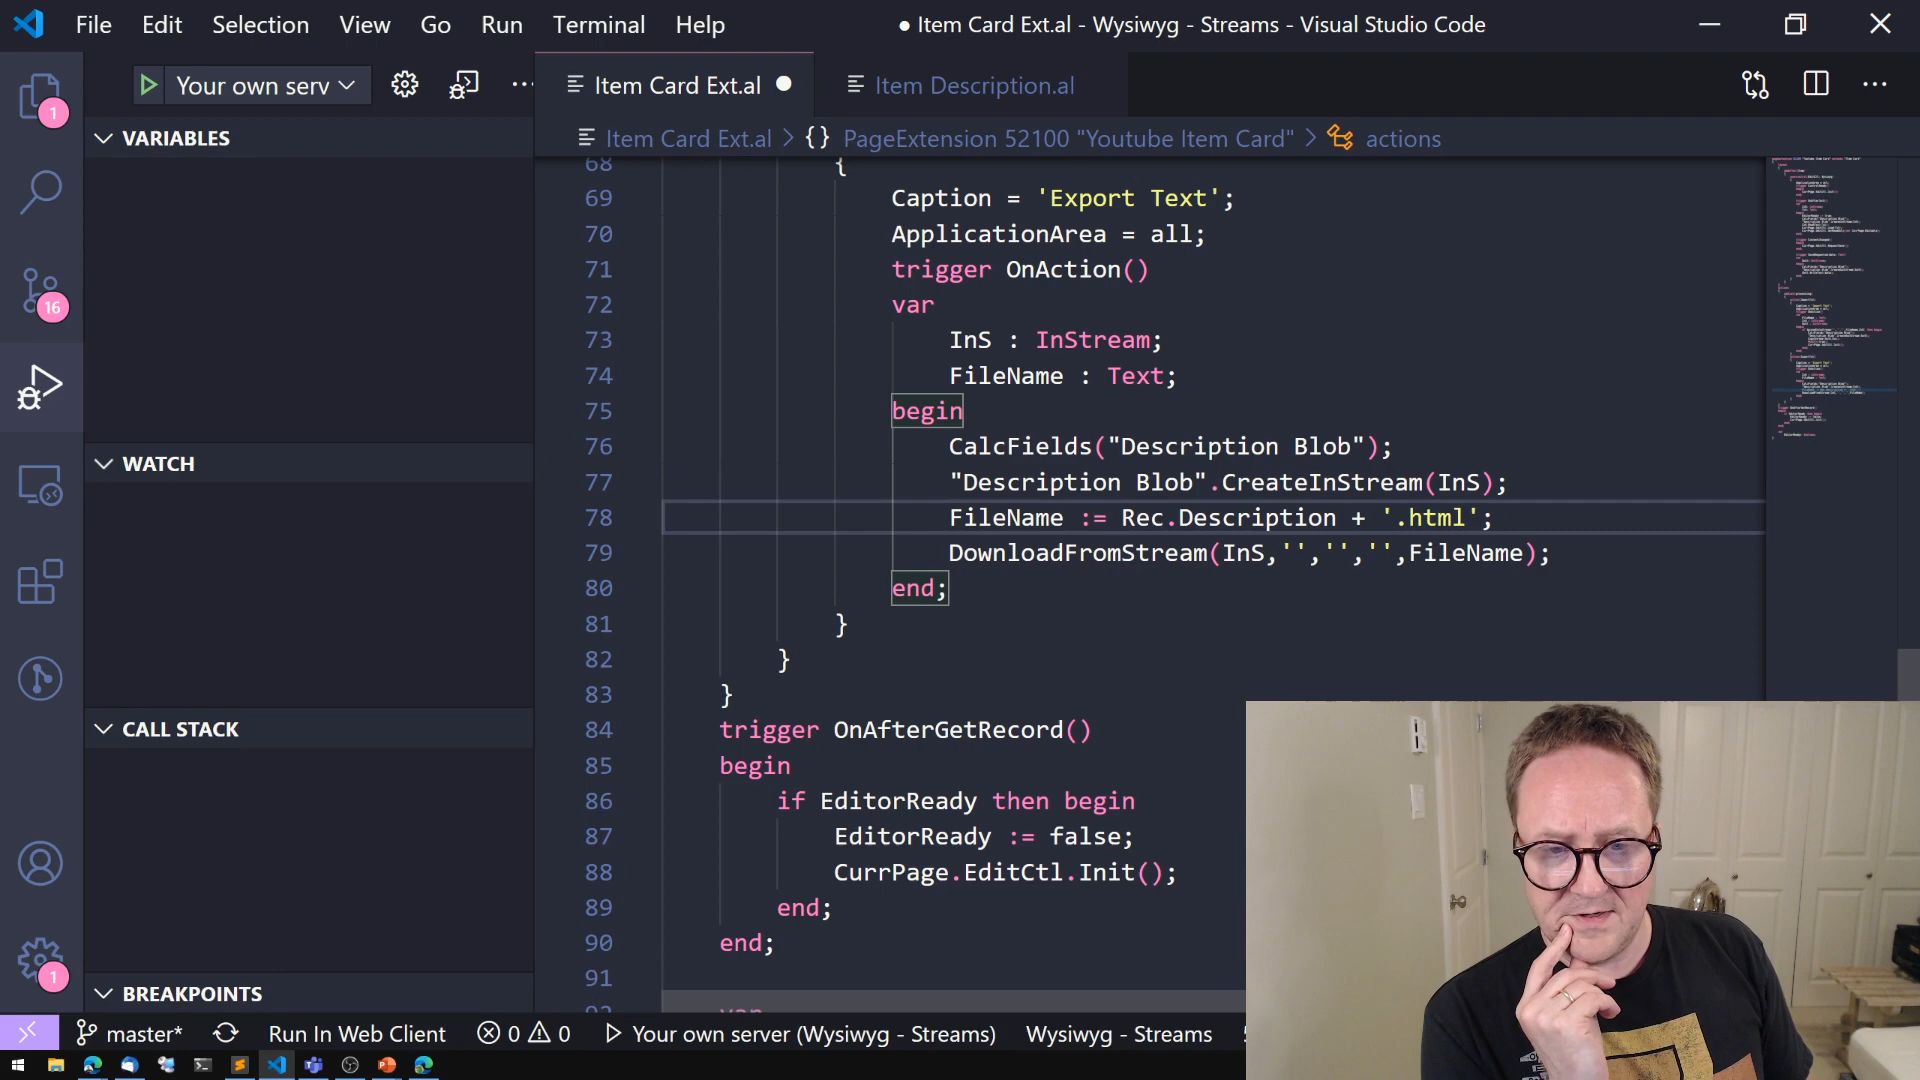 File Edit Selection View Go Run Terminal Help
● Item Card Ext.al - Wysiwyg - Streams - Visual Studio Code
Your own serv
Item Card Ext.al
Item Description.al
Item Card Ext.al > {} PageExtension 52100 "Youtube Item Card" > actions
1
16
1
VARIABLES
WATCH
CALL STACK
BREAKPOINTS
68 {
69 Caption = 'Export Text';
70 ApplicationArea = all;
71 trigger OnAction()
72 var
73 InS : InStream;
74 FileName : Text;
75 begin
76 CalcFields("Description Blob");
77 "Description Blob".CreateInStream(InS);
78 FileName := Rec.Description + '.html';
79 DownloadFromStream(InS,'','','',FileName);
80 end;
81 }
82 }
83 }
84 trigger OnAfterGetRecord()
85 begin
86 if EditorReady then begin
87 EditorReady := false;
88 CurrPage.EditCtl.Init();
89 end;
90 end;
91
92 var
master* Run In Web Client 0 0 Your own server (Wysiwyg - Streams) Wysiwyg - Streams